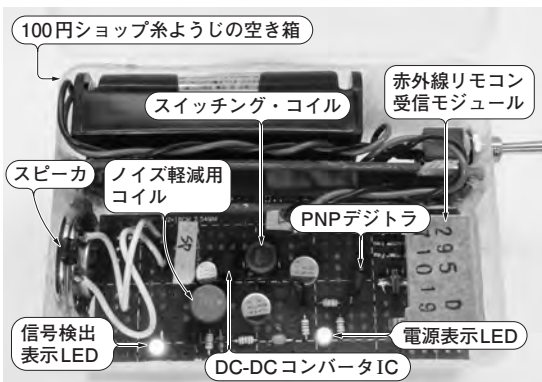 100円ショップ糸ようじの空き箱
スイッチング・コイル
赤外線リモコン
受信モジュール
スピーカ
ノイズ軽減用
コイル
PNPデジトラ
295D
71019
信号検出
表示LED
DC-DCコンバータIC
電源表示LED